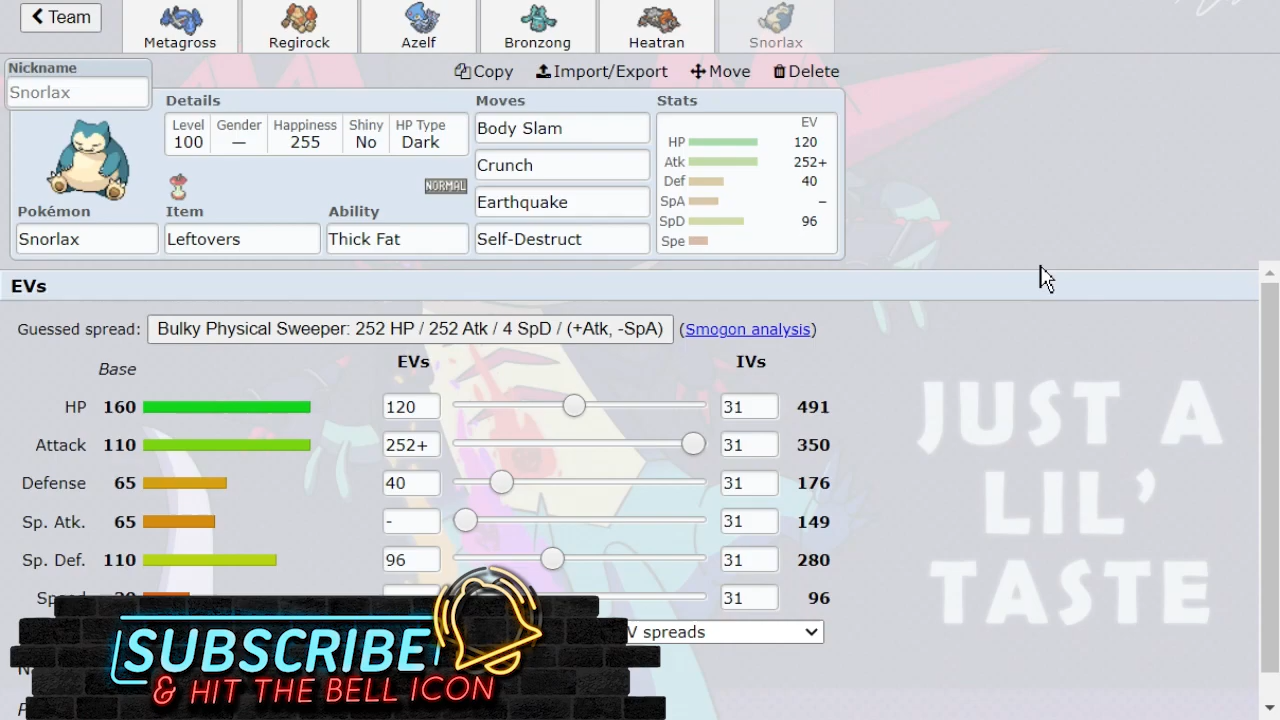 Team
Metagross
Regirock
Azelf
Bronzong
Heatran
Snorlax
Nickname
Snorlax
Copy
Import/Export
Move
Delete
Details
Level
100
Gender
—
Happiness
255
Shiny
No
HP Type
Dark
NORMAL
Pokémon
Snorlax
Item
Leftovers
Ability
Thick Fat
Moves
Body Slam
Crunch
Earthquake
Self-Destruct
Stats
EV
HP 120
Atk 252+
Def 40
SpA –
SpD 96
Spe
EVs
Guessed spread: Bulky Physical Sweeper: 252 HP / 252 Atk / 4 SpD / (+Atk, -SpA) (Smogon analysis)
Base EVs IVs
HP 160 120 31 491
Attack 110 252+ 31 350
Defense 65 40 31 176
Sp. Atk. 65 - 31 149
Sp. Def. 110 96 31 280
31 96
V spreads
JUST A
LIL'
TASTE
SUBSCRIBE
& HIT THE BELL ICON